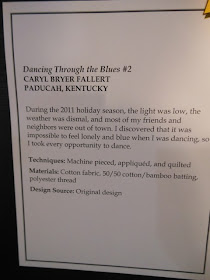 Dancing Through the Blues #2
CARYL BRYER FALLERT
PADUCAH, KENTUCKY
During the 2011 holiday season, the light was low, the
weather was dismal, and most of my friends and
neighbors were out of town. I discovered that it was
impossible to feel lonely and blue when I was dancing, so
I took every opportunity to dance.
Techniques: Machine pieced, appliquéd, and quilted
Materials: Cotton fabric, 50/50 cotton/bamboo batting,
polyester thread
Design Source: Original design